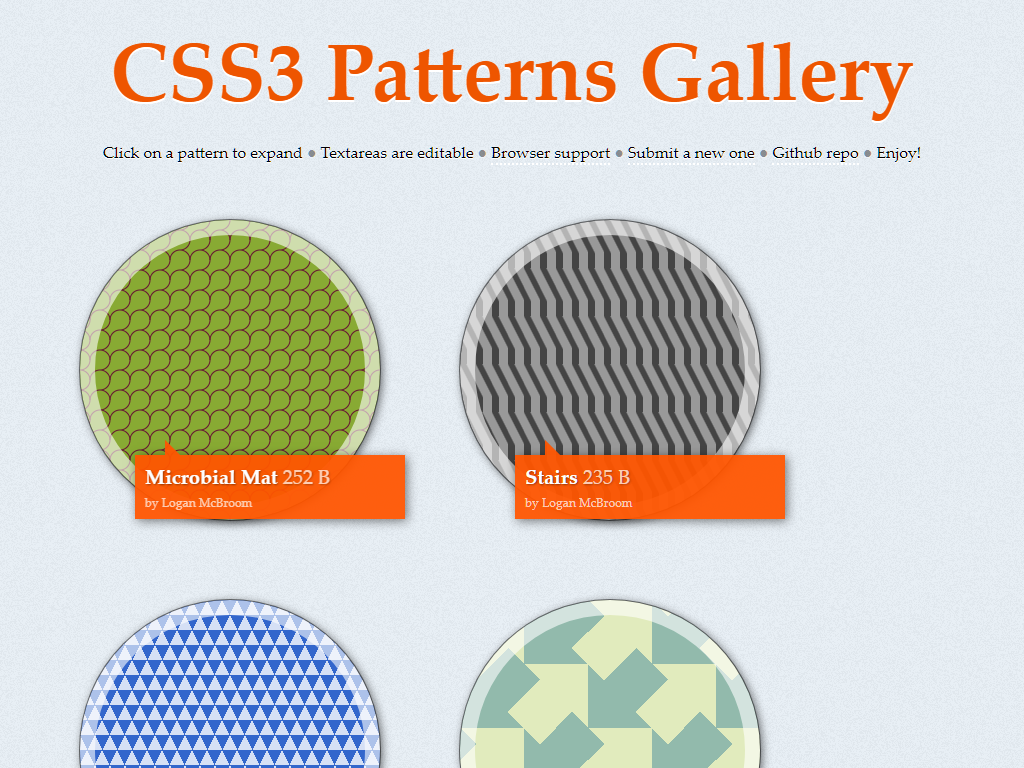 CSS3 Patterns Gallery
Click on a pattern to expand ● Textareas are editable ● Browser support ● Submit a new one ● Github repo ● Enjoy!
Microbial Mat 252 B
by Logan McBroom
Stairs 235 B
by Logan McBroom